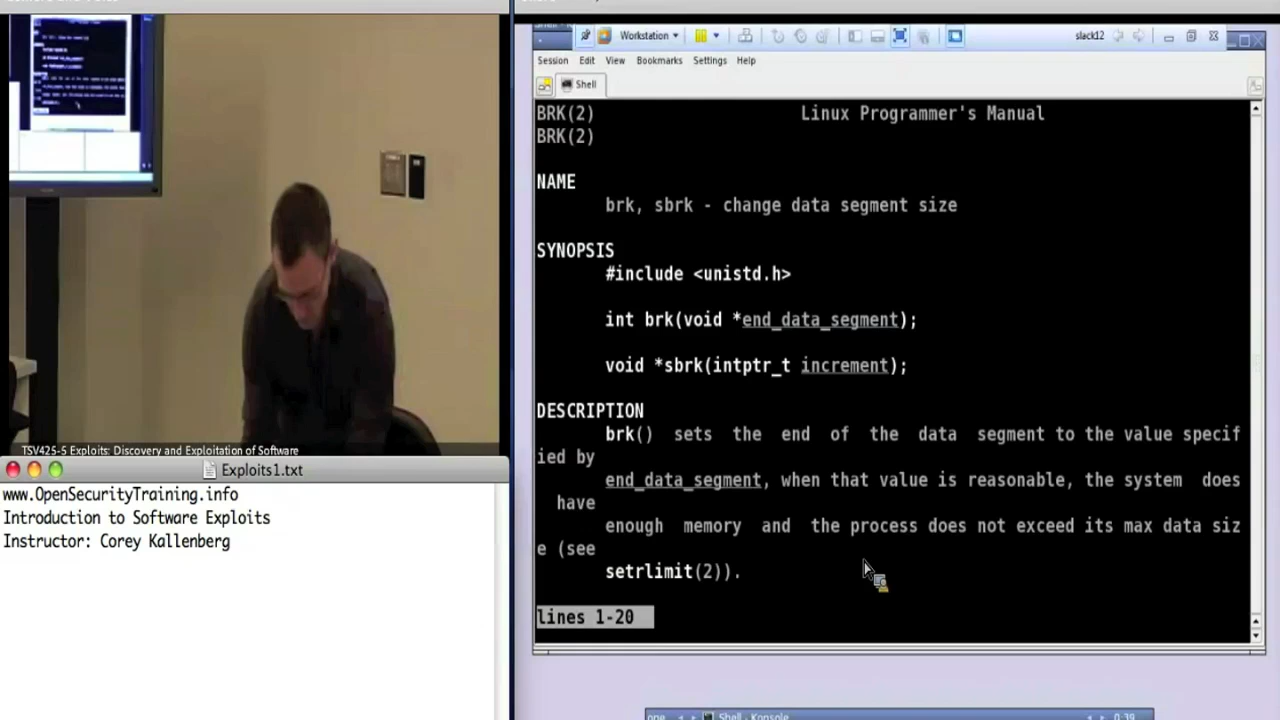 Workstation
slack12
Session Edit View Bookmarks Settings Help
Shell
BRK(2) Linux Programmer's Manual
BRK(2)
NAME
brk, sbrk - change data segment size
SYNOPSIS
#include <unistd.h>
int brk(void *end_data_segment);
void *sbrk(intptr_t increment);
DESCRIPTION
brk() sets the end of the data segment to the value specif
ied by
end_data_segment, when that value is reasonable, the system does
have
enough memory and the process does not exceed its max data siz
e (see
setrlimit(2)).
lines 1-20
TSV425-5 Exploits: Discovery and Exploitation of Software
Exploits1.txt
www.OpenSecurityTraining.info
Introduction to Software Exploits
Instructor: Corey Kallenberg
Shell - Konsole
0:39